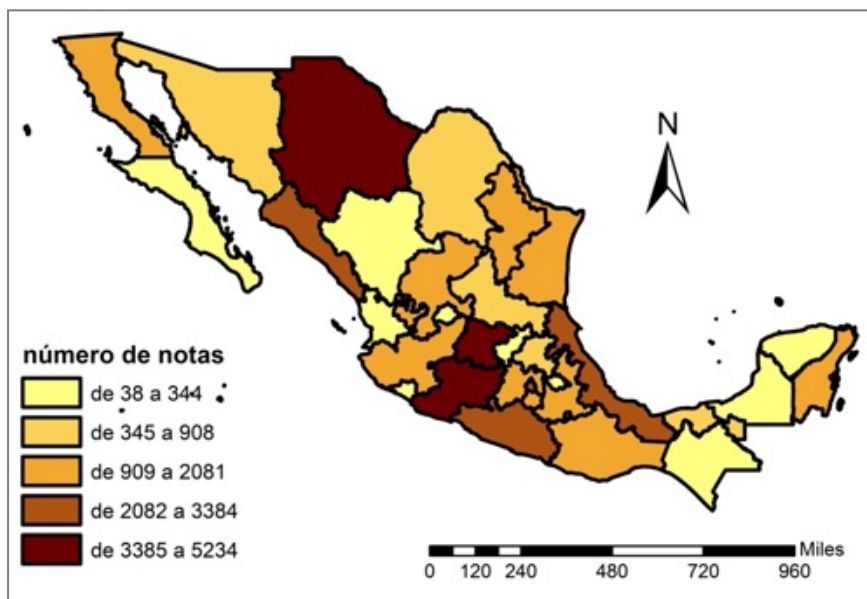 N
número de notas
de 38 a 344
de 345 a 908
de 909 a 2081
de 2082 a 3384
de 3385 a 5234
Miles
0 120 240 480 720 960